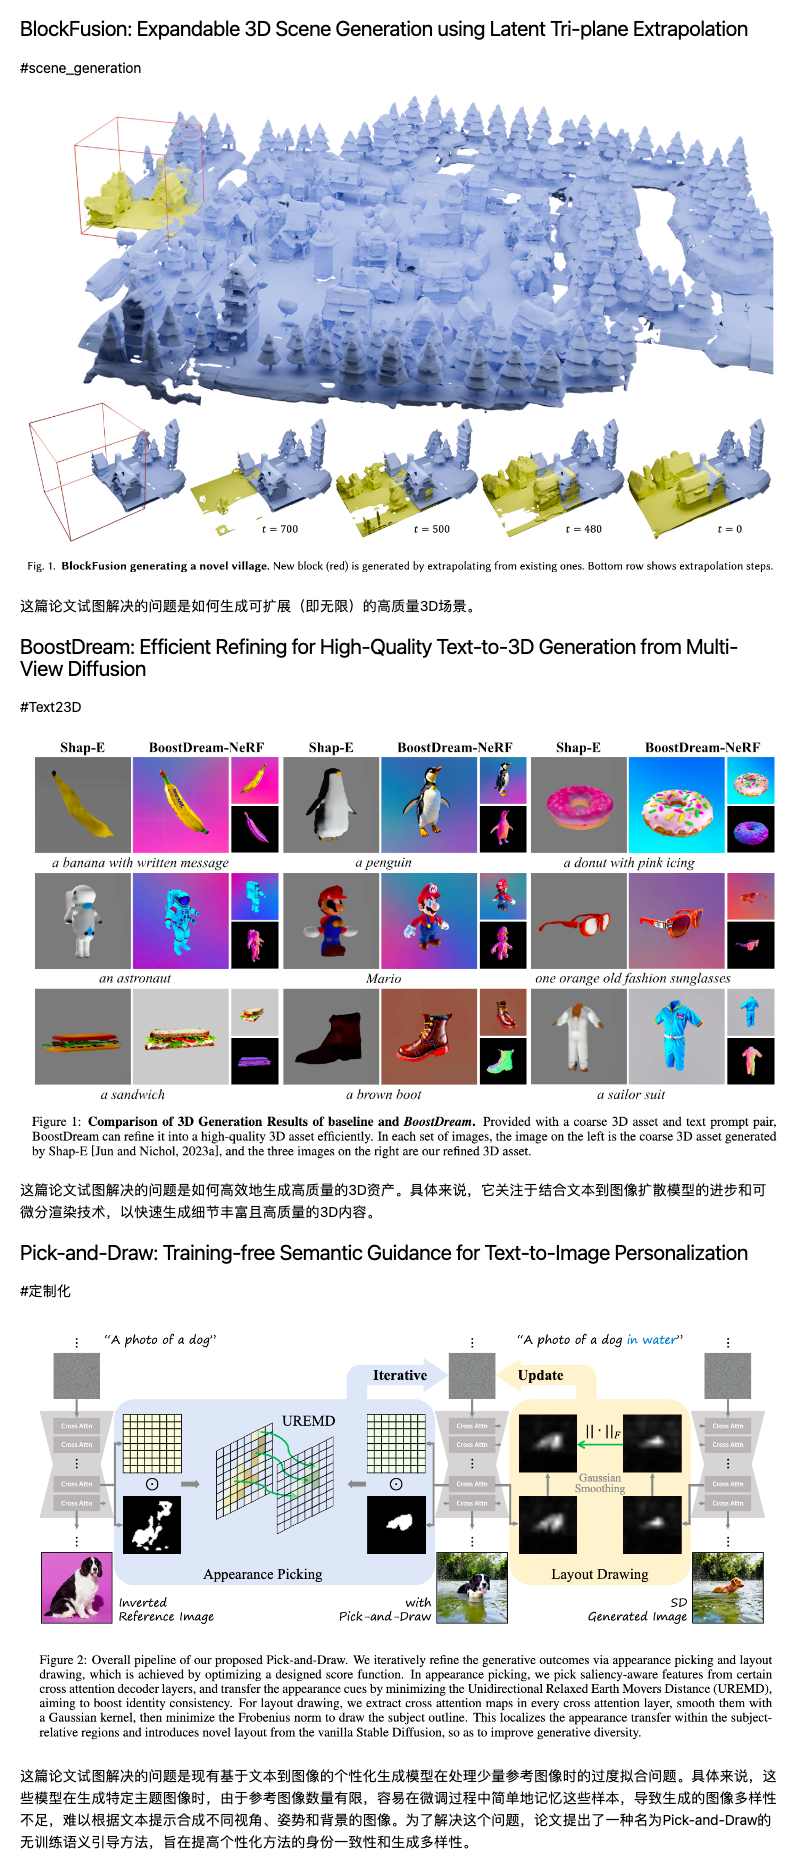 BlockFusion: Expandable 3D Scene Generation using Latent Tri-plane Extrapolation
#scene_generation
t = 700
t = 500
t = 480
t = 0
Fig. 1. BlockFusion generating a novel village. New block (red) is generated by extrapolating from existing ones. Bottom row shows extrapolation steps.
这篇论文试图解决的问题是如何生成可扩展（即无限）的高质量3D场景。
BoostDream: Efficient Refining for High-Quality Text-to-3D Generation from Multi-
View Diffusion
#Text23D
Shap-E BoostDream-NeRF Shap-E BoostDream-NeRF Shap-E BoostDream-NeRF
a banana with written message a penguin a donut with pink icing
an astronaut Mario one orange old fashion sunglasses
a sandwich a brown boot a sailor suit
Figure 1: Comparison of 3D Generation Results of baseline and BoostDream. Provided with a coarse 3D asset and text prompt pair,
BoostDream can refine it into a high-quality 3D asset efficiently. In each set of images, the image on the left is the coarse 3D asset generated
by Shap-E [Jun and Nichol, 2023a], and the three images on the right are our refined 3D asset.
这篇论文试图解决的问题是如何高效地生成高质量的3D资产。具体来说，它关注于结合文本到图像扩散模型的进步和可
微分渲染技术，以快速生成细节丰富且高质量的3D内容。
Pick-and-Draw: Training-free Semantic Guidance for Text-to-Image Personalization
#定制化
“A photo of a dog” “A photo of a dog in water”
Iterative Update
Cross Attn UREMD Cross Attn ||·||F Cross Attn
Cross Attn Cross Attn Cross Attn
Cross Attn Cross Attn Gaussian Cross Attn
Cross Attn Cross Attn Smoothing Cross Attn
Appearance Picking Layout Drawing
Inverted with SD
Reference Image Pick-and-Draw Generated Image
Figure 2: Overall pipeline of our proposed Pick-and-Draw. We iteratively refine the generative outcomes via appearance picking and layout
drawing, which is achieved by optimizing a designed score function. In appearance picking, we pick saliency-aware features from certain
cross attention decoder layers, and transfer the appearance cues by minimizing the Unidirectional Relaxed Earth Movers Distance (UREMD),
aiming to boost identity consistency. For layout drawing, we extract cross attention maps in every cross attention layer, smooth them with
a Gaussian kernel, then minimize the Frobenius norm to draw the subject outline. This localizes the appearance transfer within the subject-
relative regions and introduces novel layout from the vanilla Stable Diffusion, so as to improve generative diversity.
这篇论文试图解决的问题是现有基于文本到图像的个性化生成模型在处理少量参考图像时的过度拟合问题。具体来说，这
些模型在生成特定主题图像时，由于参考图像数量有限，容易在微调过程中简单地记忆这些样本，导致生成的图像多样性
不足，难以根据文本提示合成不同视角、姿势和背景的图像。为了解决这个问题，论文提出了一种名为Pick-and-Draw的
无训练语义引导方法，旨在提高个性化方法的身份一致性和生成多样性。